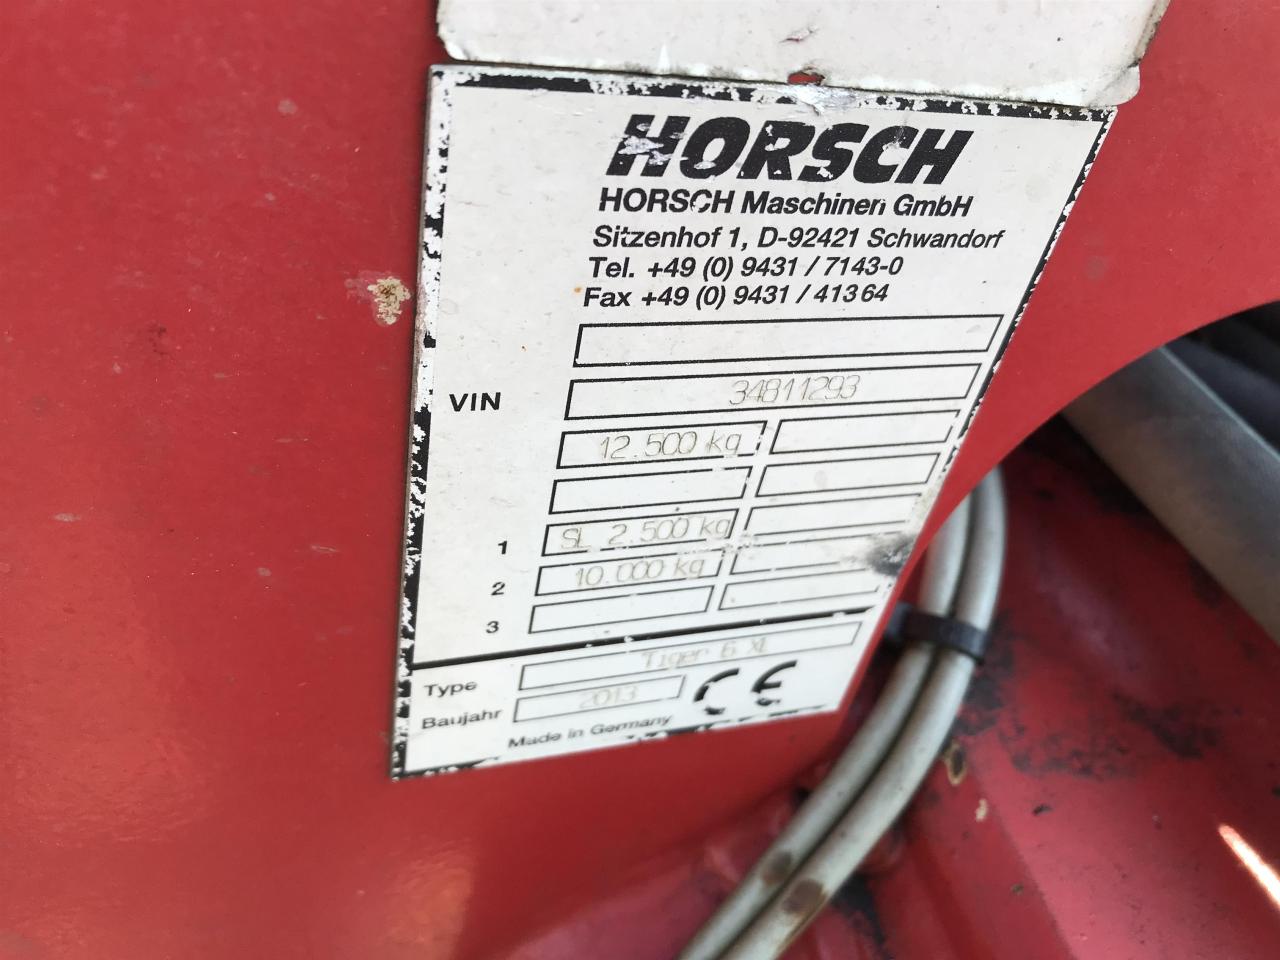 HORSCH
HORSCH Maschinen GmbH
Sitzenhof 1, D-92421 Schwandorf
Tel. +49 (0) 9431 / 7143-0
Fax +49 (0) 9431 / 41364
VIN 34811293
12.500 kg
1 SL 2.500 kg
2 10.000 kg
3
Type Tiger 6 XL
Baujahr 2013 CE
Made in Germany